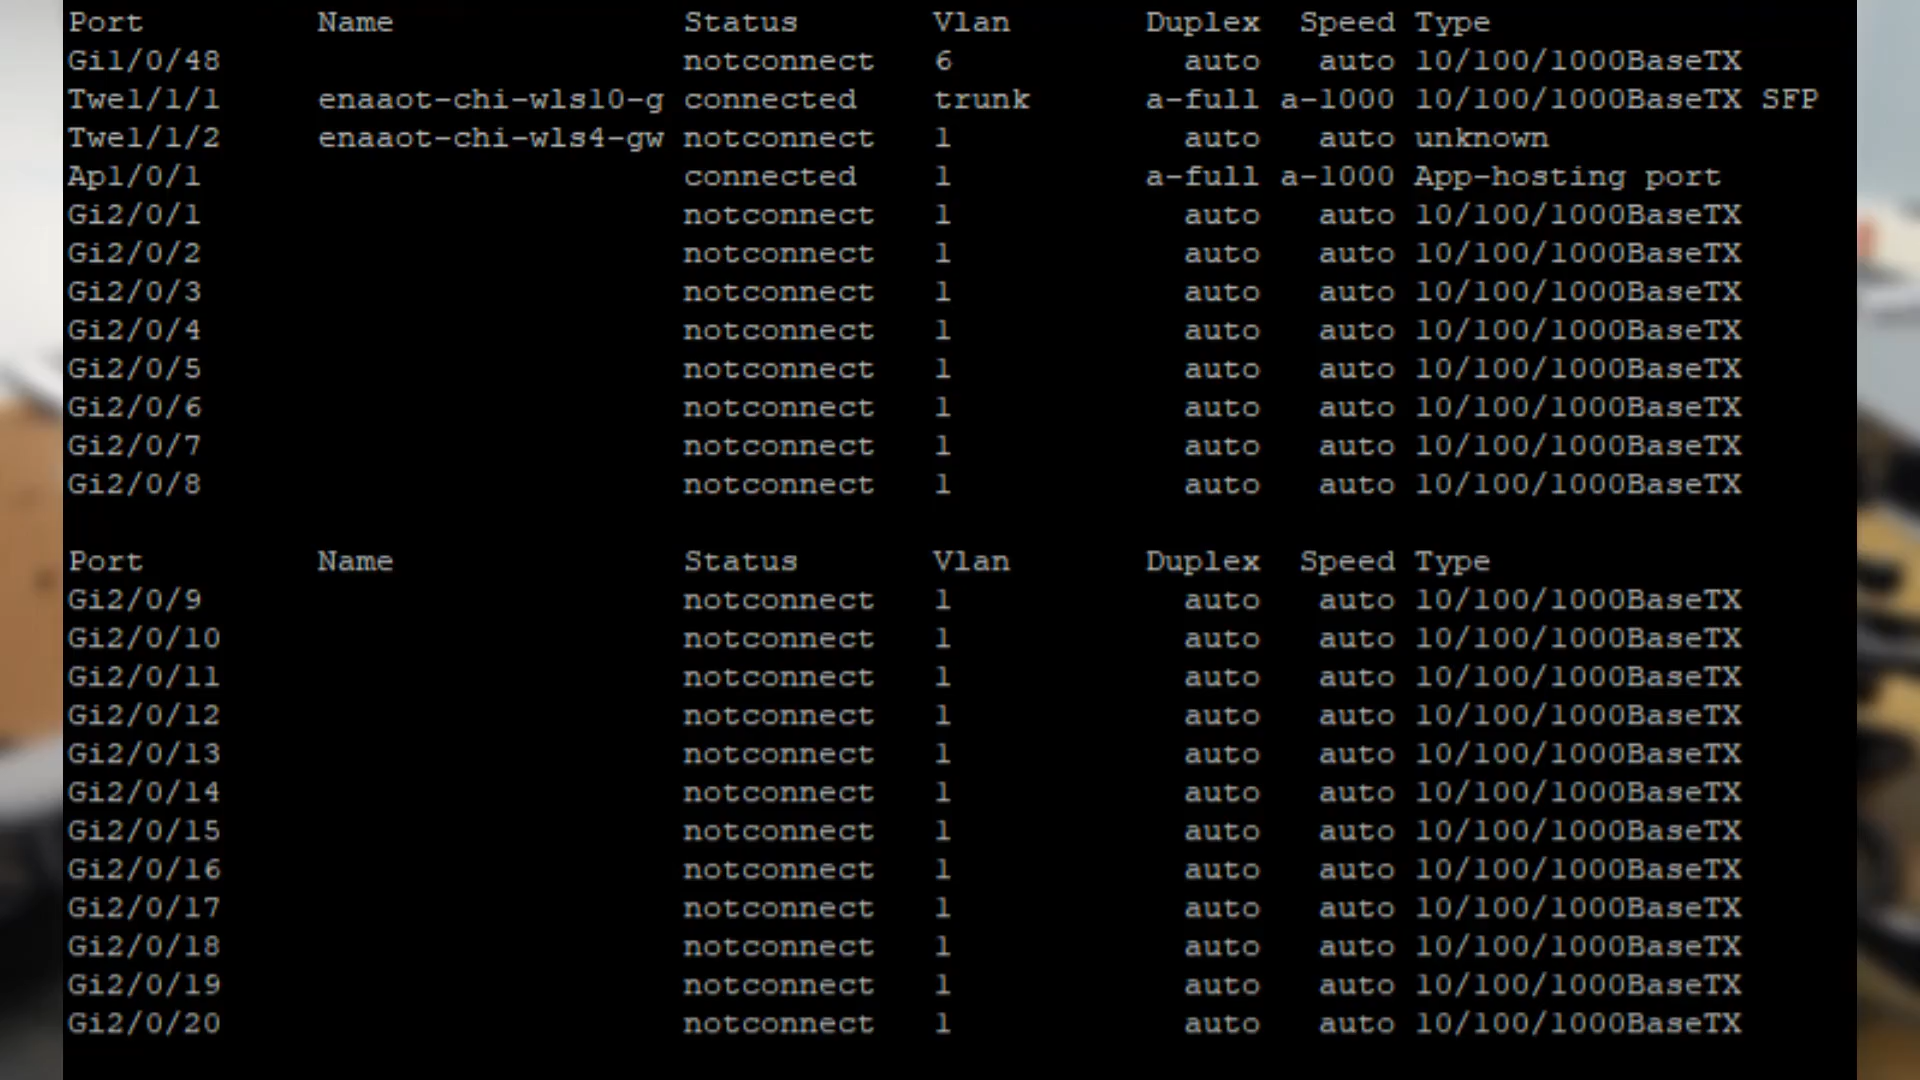 Port Name Status Vlan Duplex Speed Type
Gi1/0/48 notconnect 6 auto auto 10/100/1000BaseTX
Twe1/1/1 enaaot-chi-wls10-g connected trunk a-full a-1000 10/100/1000BaseTX SFP
Twe1/1/2 enaaot-chi-wls4-gw notconnect 1 auto auto unknown
Ap1/0/1 connected 1 a-full a-1000 App-hosting port
Gi2/0/1 notconnect 1 auto auto 10/100/1000BaseTX
Gi2/0/2 notconnect 1 auto auto 10/100/1000BaseTX
Gi2/0/3 notconnect 1 auto auto 10/100/1000BaseTX
Gi2/0/4 notconnect 1 auto auto 10/100/1000BaseTX
Gi2/0/5 notconnect 1 auto auto 10/100/1000BaseTX
Gi2/0/6 notconnect 1 auto auto 10/100/1000BaseTX
Gi2/0/7 notconnect 1 auto auto 10/100/1000BaseTX
Gi2/0/8 notconnect 1 auto auto 10/100/1000BaseTX
Port Name Status Vlan Duplex Speed Type
Gi2/0/9 notconnect 1 auto auto 10/100/1000BaseTX
Gi2/0/10 notconnect 1 auto auto 10/100/1000BaseTX
Gi2/0/11 notconnect 1 auto auto 10/100/1000BaseTX
Gi2/0/12 notconnect 1 auto auto 10/100/1000BaseTX
Gi2/0/13 notconnect 1 auto auto 10/100/1000BaseTX
Gi2/0/14 notconnect 1 auto auto 10/100/1000BaseTX
Gi2/0/15 notconnect 1 auto auto 10/100/1000BaseTX
Gi2/0/16 notconnect 1 auto auto 10/100/1000BaseTX
Gi2/0/17 notconnect 1 auto auto 10/100/1000BaseTX
Gi2/0/18 notconnect 1 auto auto 10/100/1000BaseTX
Gi2/0/19 notconnect 1 auto auto 10/100/1000BaseTX
Gi2/0/20 notconnect 1 auto auto 10/100/1000BaseTX